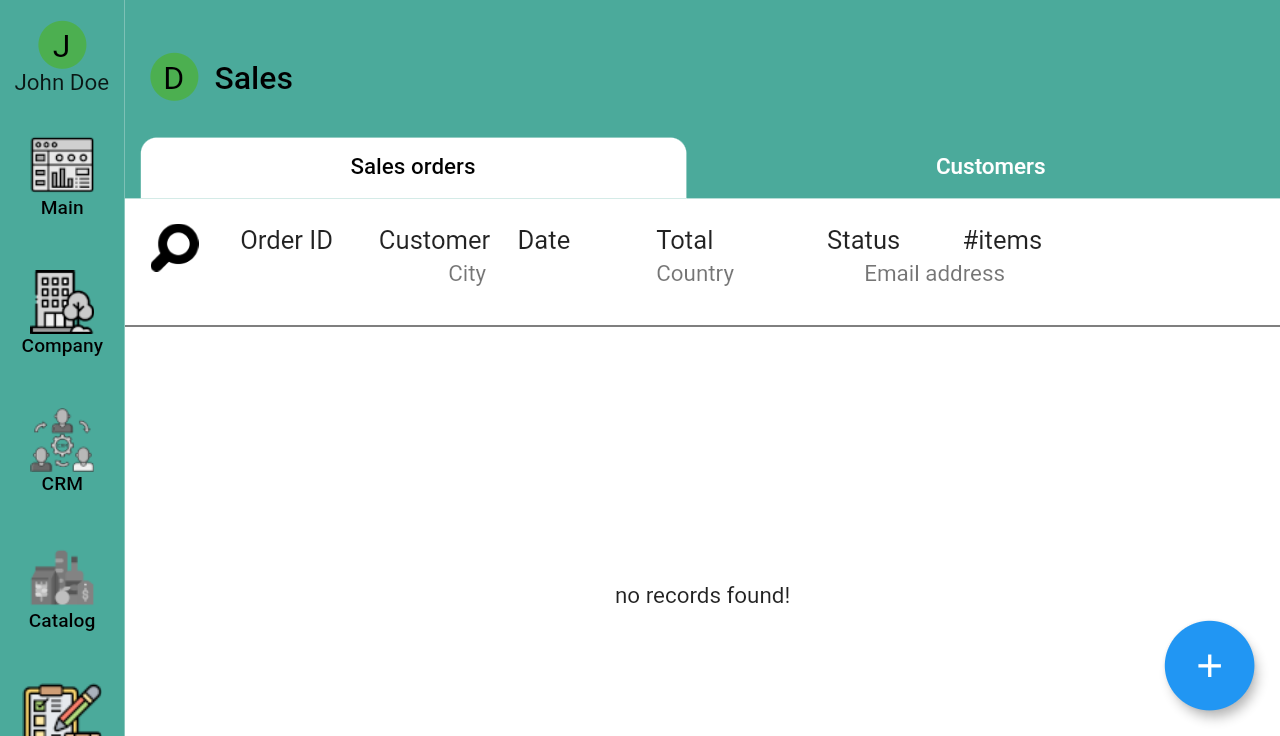 J
John Doe
Main
Company
CRM
Catalog
D Sales
Sales orders Customers
Order ID Customer Date Total Status #items
City Country Email address
no records found!
+